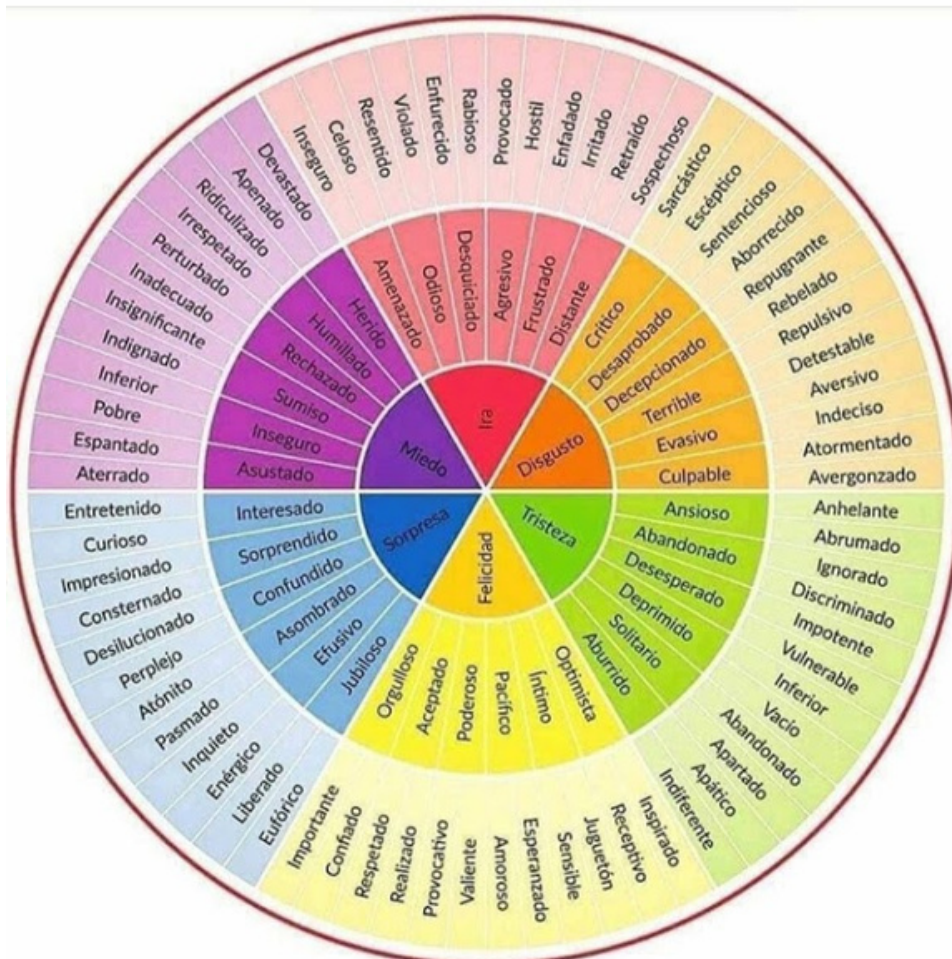 Ira
Disgusto
Tristeza
Felicidad
Sorpresa
Miedo
Amenazado
Odioso
Desquiciado
Agresivo
Frustrado
Distante
Crítico
Desaprobado
Decepcionado
Terrible
Evasivo
Culpable
Ansioso
Abandonado
Desesperado
Deprimido
Solitario
Aburrido
Optimista
Íntimo
Pacífico
Poderoso
Aceptado
Orgulloso
Jubiloso
Efusivo
Asombrado
Confundido
Sorprendido
Interesado
Asustado
Inseguro
Sumiso
Rechazado
Humillado
Herido
Inseguro
Celoso
Resentido
Violado
Enfurecido
Rabioso
Provocado
Hostil
Enfadado
Irritado
Retraído
Sospechoso
Sarcástico
Escéptico
Sentencioso
Aborrecido
Repugnante
Rebelado
Repulsivo
Detestable
Aversivo
Indeciso
Atormentado
Avergonzado
Anhelante
Abrumado
Ignorado
Discriminado
Impotente
Vulnerable
Inferior
Vacio
Abandonado
Apartado
Apático
Indiferente
Inspirado
Receptivo
Juguetón
Sensible
Esperanzado
Amoroso
Valiente
Provocativo
Realizado
Respetado
Confiado
Importante
Eufórico
Liberado
Enérgico
Inquieto
Pasmado
Atónito
Perplejo
Desilucionado
Consternado
Impresionado
Curioso
Entretenido
Aterrado
Espantado
Pobre
Inferior
Indignado
Insignificante
Inadecuado
Perturbado
Irrespetado
Ridiculizado
Apenado
Devastado